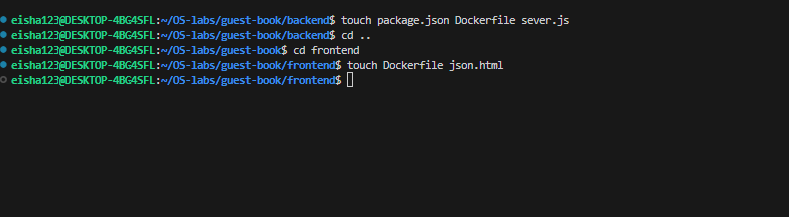 eisha123@DESKTOP-4BG4SFL:~/OS-labs/guest-book/backend$ touch package.json Dockerfile sever.js
eisha123@DESKTOP-4BG4SFL:~/OS-labs/guest-book/backend$ cd ..
eisha123@DESKTOP-4BG4SFL:~/OS-labs/guest-book$ cd frontend
eisha123@DESKTOP-4BG4SFL:~/OS-labs/guest-book/frontend$ touch Dockerfile json.html
eisha123@DESKTOP-4BG4SFL:~/OS-labs/guest-book/frontend$